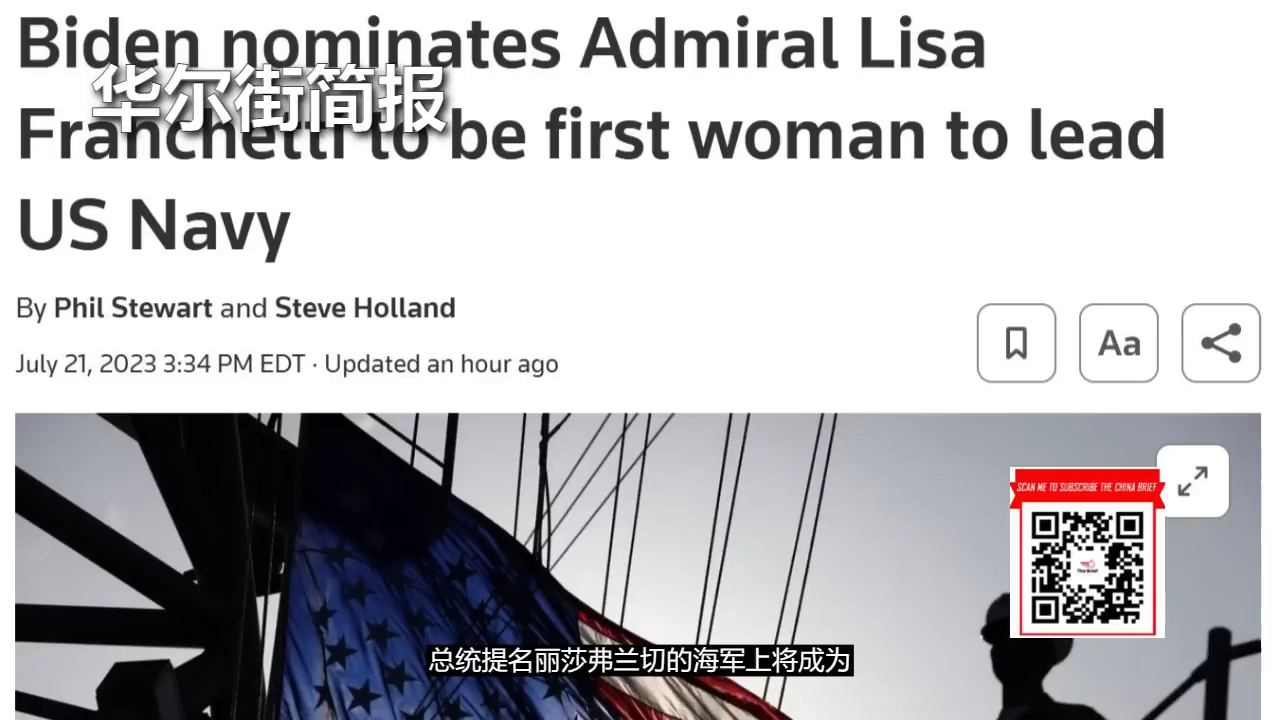 Biden nominates Admiral Lisa
华尔街简报
Franchetti to be first woman to lead
US Navy
By Phil Stewart and Steve Holland
July 21, 2023 3:34 PM EDT · Updated an hour ago
Aa
SCAN ME TO SUBSCRIBE THE CHINA BRIEF
总统提名丽莎弗兰切的海军上将成为